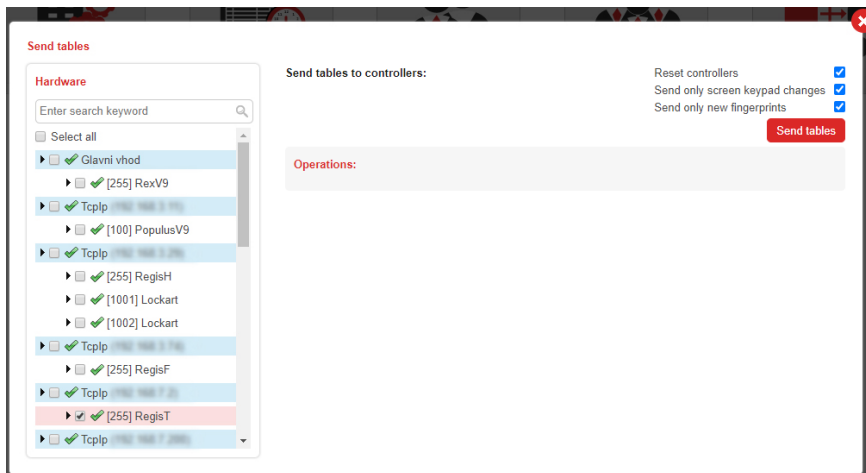 Send tables
Hardware
Enter search keyword
Select all
Glavni vhod
[255] RexV9
TcpIp
[100] PopulusV9
TcpIp
[255] RegisH
[1001] Lockart
[1002] Lockart
TcpIp
[255] RegisF
TcpIp
[255] RegisT
TcpIp
Send tables to controllers:
Reset controllers
Send only screen keypad changes
Send only new fingerprints
Send tables
Operations: